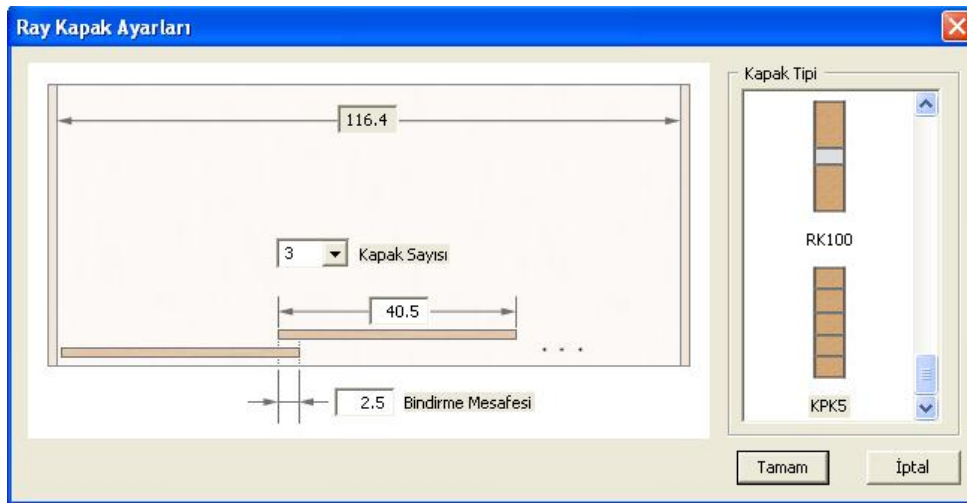 Ray Kapak Ayarları
Kapak Tipi
116.4
3 Kapak Sayısı
RK100
40.5
. . .
2.5 Bindirme Mesafesi
KPK5
Tamam İptal